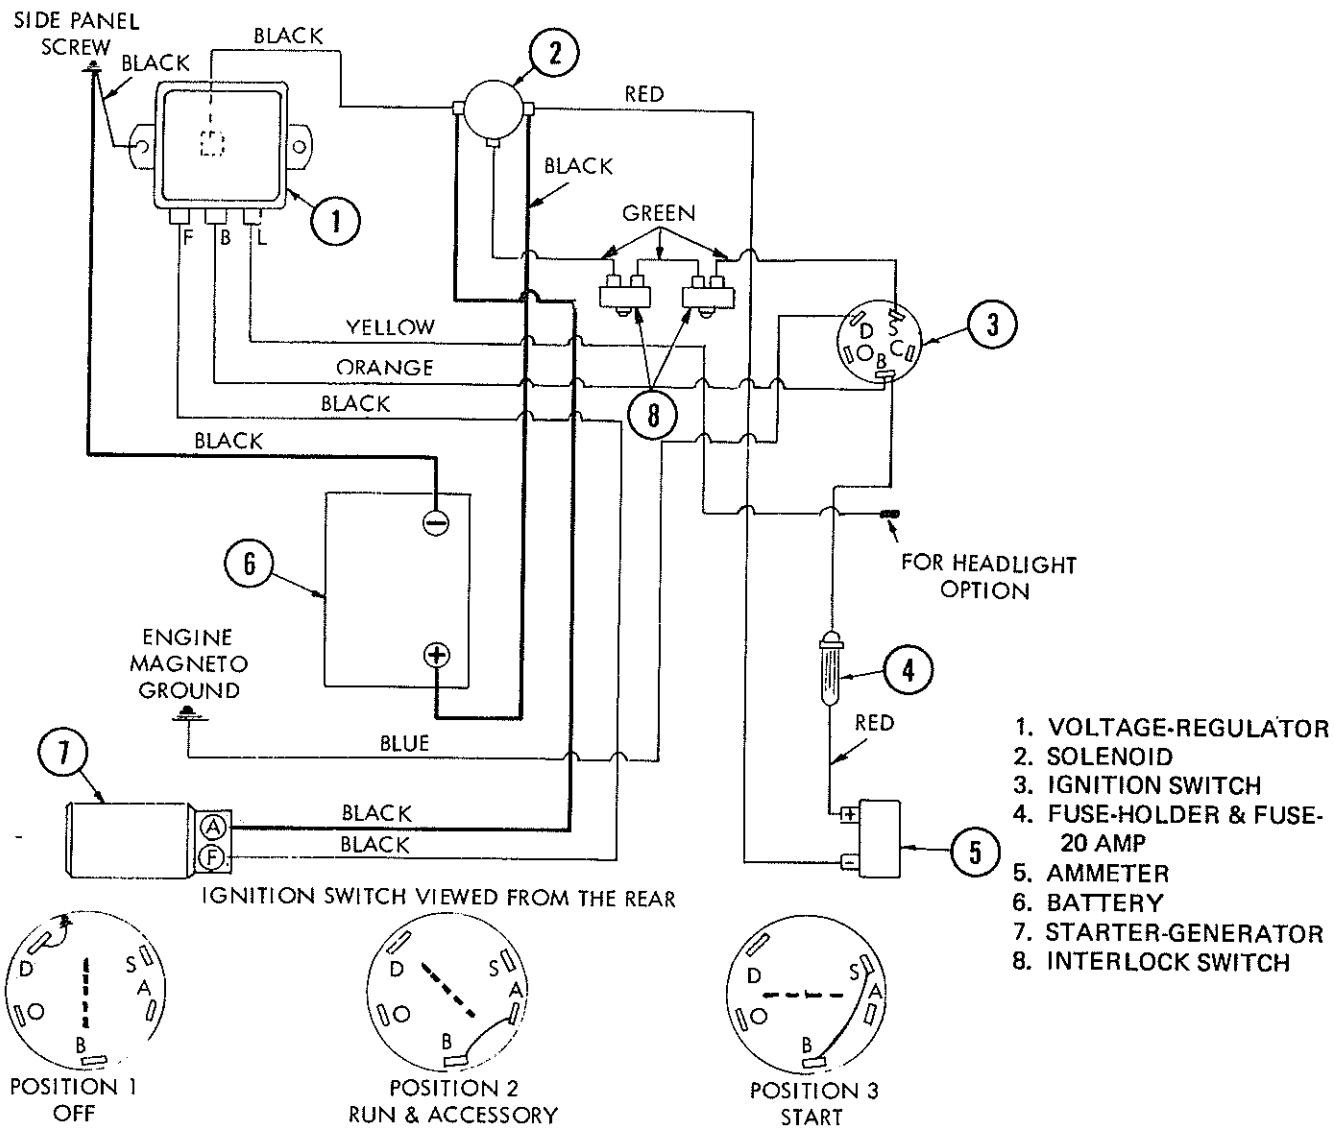 SIDE PANEL
SCREW
BLACK
BLACK
2
RED
BLACK
1
F B L
GREEN
D S
O B C
3
YELLOW
ORANGE
BLACK
8
BLACK
−
6
+
FOR HEADLIGHT
OPTION
ENGINE
MAGNETO
GROUND
4
RED
BLUE
7
BLACK
A
BLACK
F
+
−
5
1. VOLTAGE-REGULATOR
2. SOLENOID
3. IGNITION SWITCH
4. FUSE-HOLDER & FUSE-
20 AMP
5. AMMETER
6. BATTERY
7. STARTER-GENERATOR
8. INTERLOCK SWITCH
IGNITION SWITCH VIEWED FROM THE REAR
D S
O A
B
POSITION 1
OFF
D S
O A
B
POSITION 2
RUN & ACCESSORY
D S
O A
B
POSITION 3
START